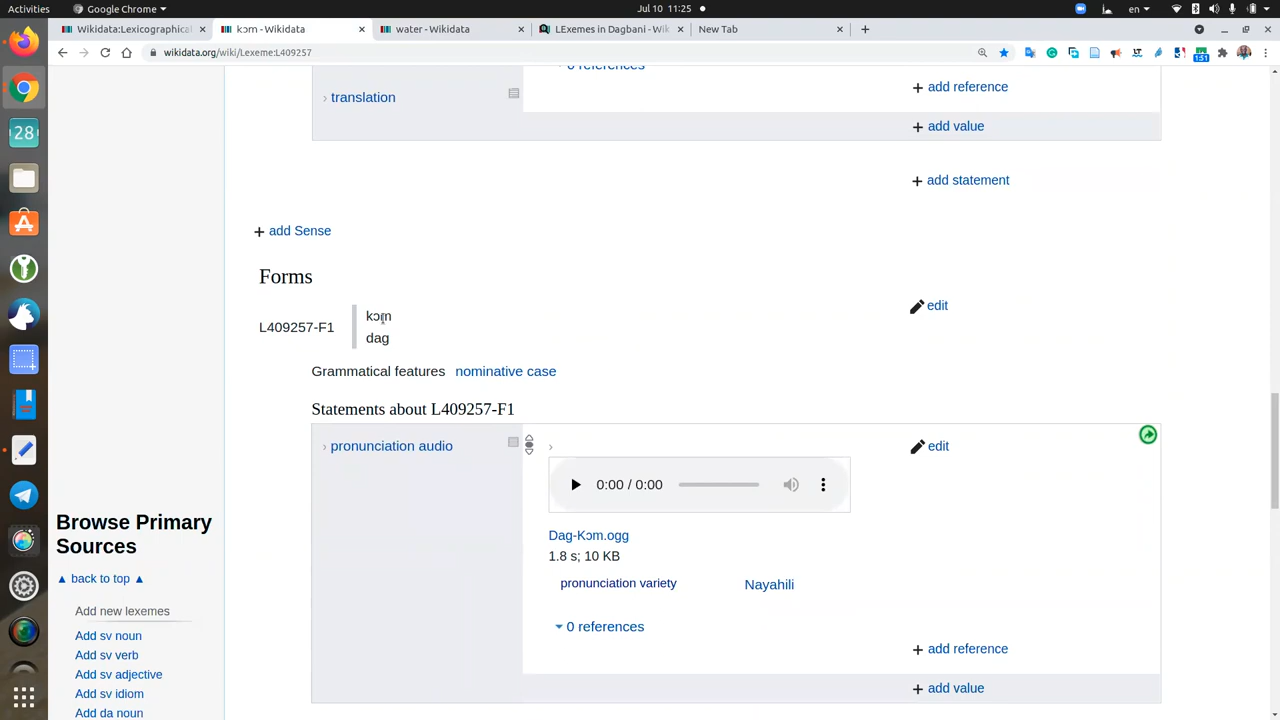 Activities
Google Chrome
Jul 10 11:25
en
Wikidata:Lexicographical
kɔm - Wikidata
water - Wikidata
LExemes in Dagbani - Wik
New Tab
wikidata.org/wiki/Lexeme:L409257
1:51
28
0 references
translation
+ add reference
+ add value
+ add statement
+ add Sense
Forms
L409257-F1
kɔm
dag
edit
Grammatical features nominative case
Statements about L409257-F1
pronunciation audio
edit
0:00 / 0:00
Dag-Kɔm.ogg
1.8 s; 10 KB
pronunciation variety Nayahili
0 references
+ add reference
+ add value
Browse Primary
Sources
▲ back to top ▲
Add new lexemes
Add sv noun
Add sv verb
Add sv adjective
Add sv idiom
Add da noun